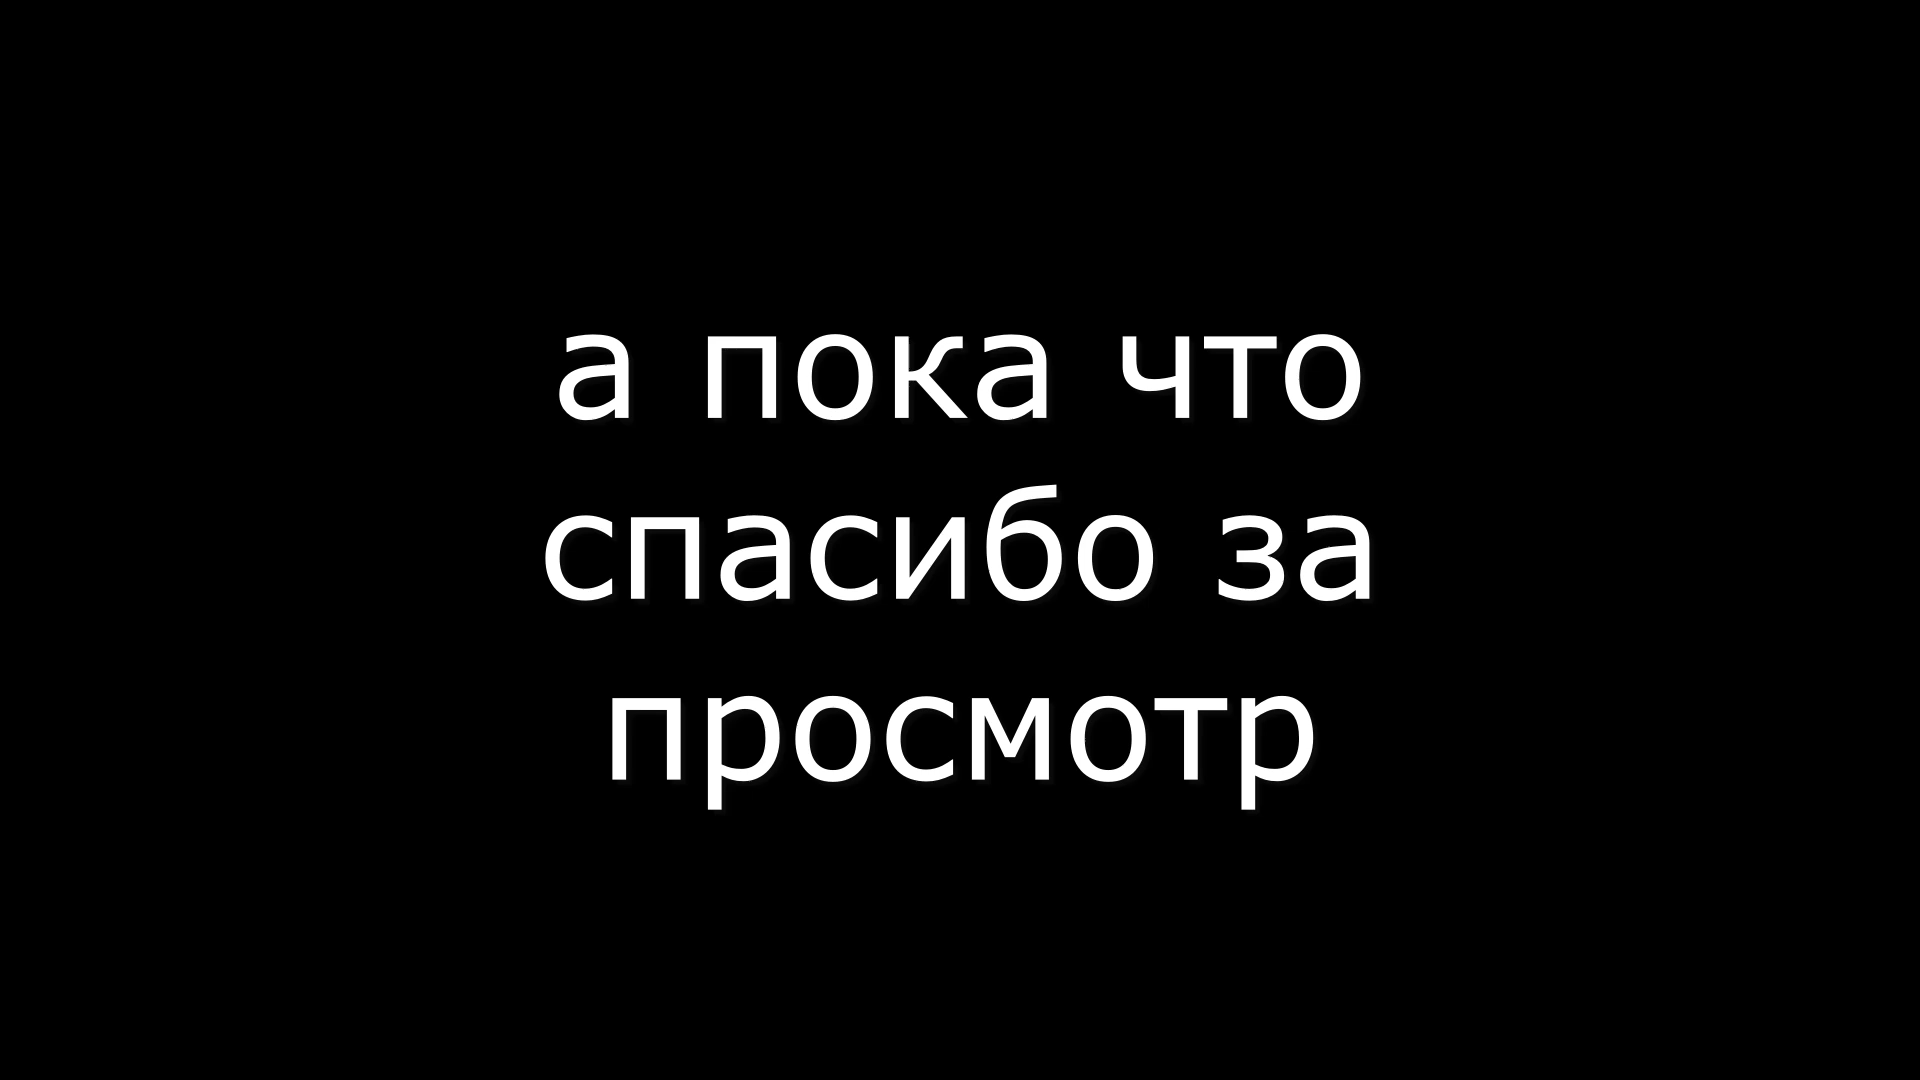 а пока что
спасибо за
просмотр